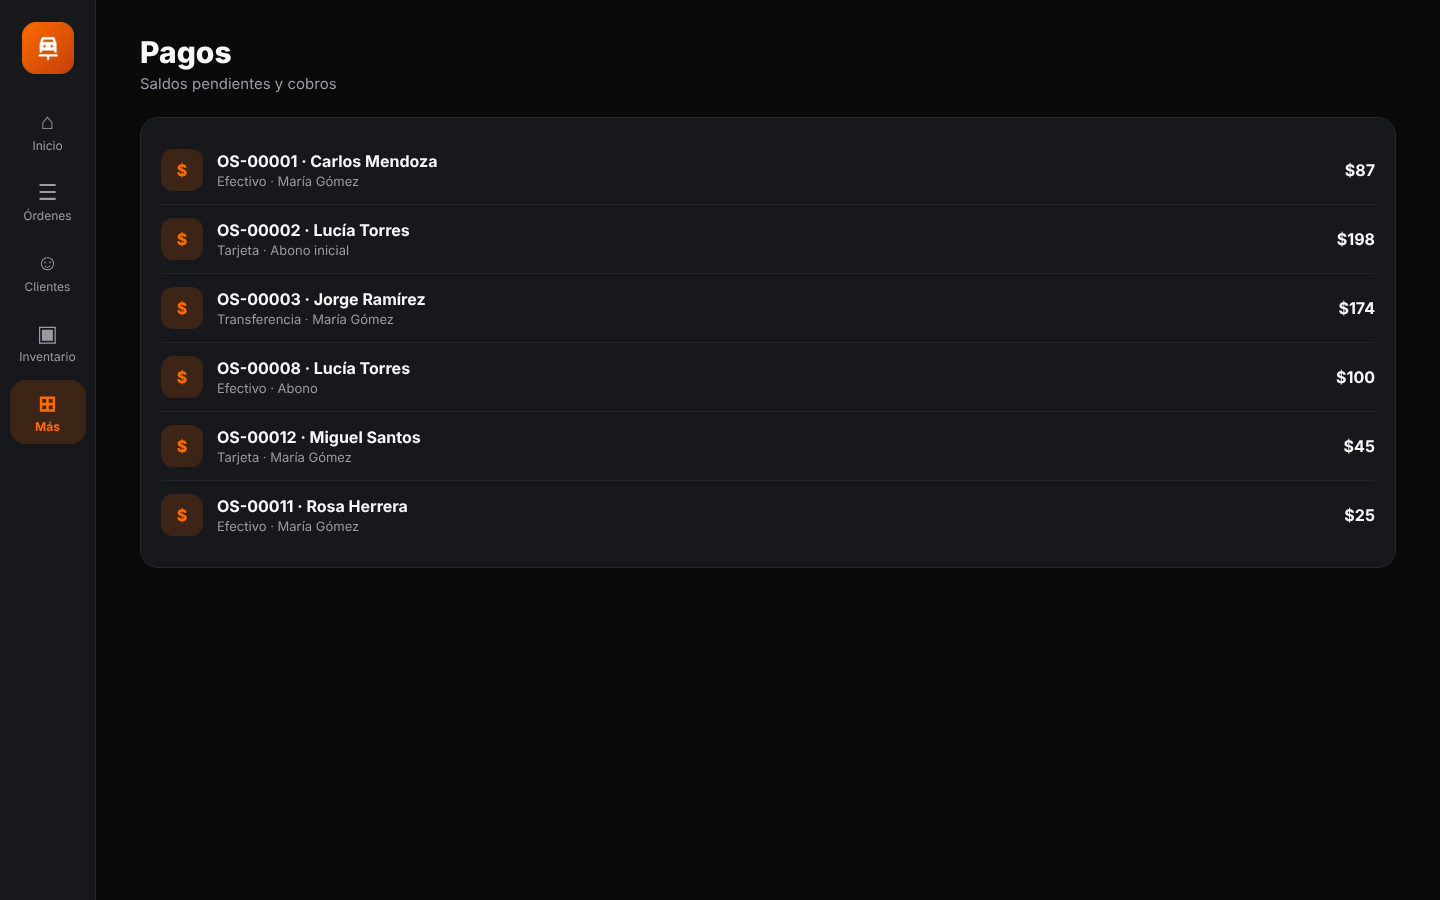 Pagos
Saldos pendientes y cobros
Inicio
Órdenes
Clientes
Inventario
Más
$ OS-00001 · Carlos Mendoza $87
Efectivo · María Gómez
$ OS-00002 · Lucía Torres $198
Tarjeta · Abono inicial
$ OS-00003 · Jorge Ramírez $174
Transferencia · María Gómez
$ OS-00008 · Lucía Torres $100
Efectivo · Abono
$ OS-00012 · Miguel Santos $45
Tarjeta · María Gómez
$ OS-00011 · Rosa Herrera $25
Efectivo · María Gómez